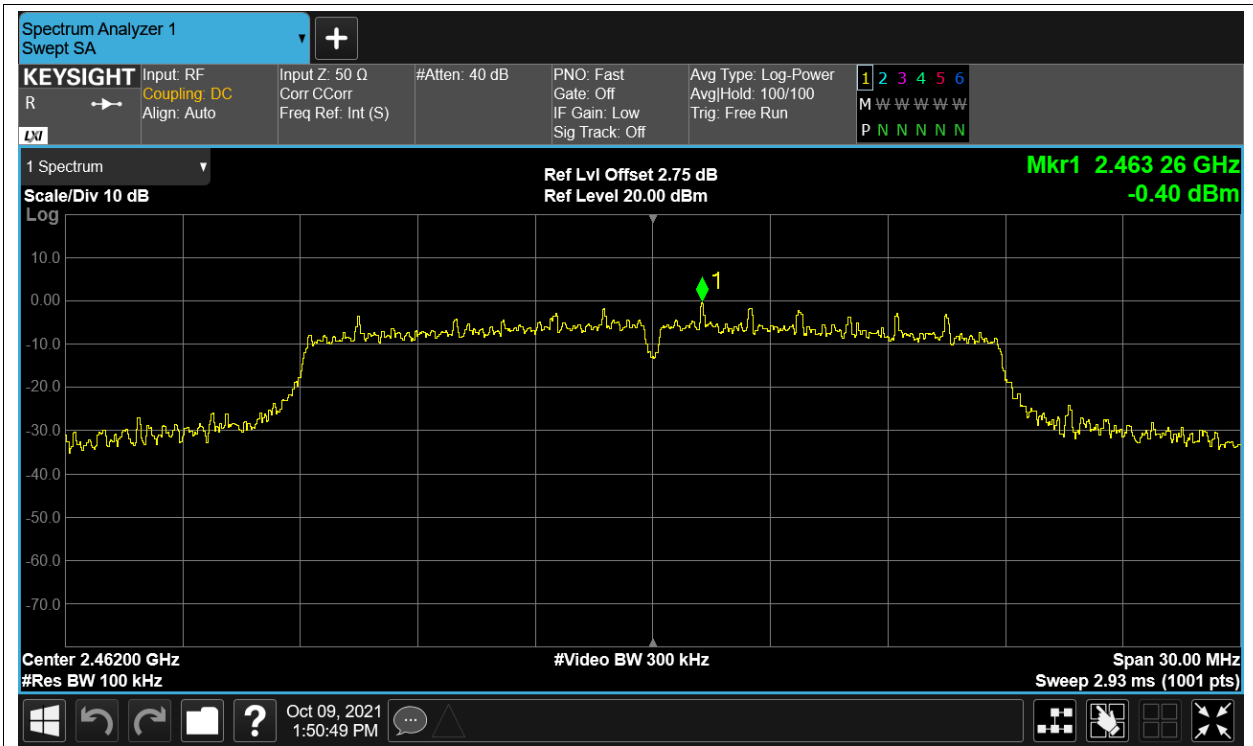 Spectrum Analyzer 1
Swept SA
KEYSIGHT
R
LXI
Input: RF
Coupling: DC
Align: Auto
Input Z: 50 Ω
Corr CCorr
Freq Ref: Int (S)
#Atten: 40 dB
PNO: Fast
Gate: Off
IF Gain: Low
Sig Track: Off
Avg Type: Log-Power
Avg|Hold: 100/100
Trig: Free Run
1 2 3 4 5 6
M W W W W W
P N N N N N
1 Spectrum
Scale/Div 10 dB
Log
Ref Lvl Offset 2.75 dB
Ref Level 20.00 dBm
Mkr1 2.463 26 GHz
-0.40 dBm
1
10.0
0.00
-10.0
-20.0
-30.0
-40.0
-50.0
-60.0
-70.0
Center 2.46200 GHz
#Res BW 100 kHz
#Video BW 300 kHz
Span 30.00 MHz
Sweep 2.93 ms (1001 pts)
?
Oct 09, 2021
1:50:49 PM